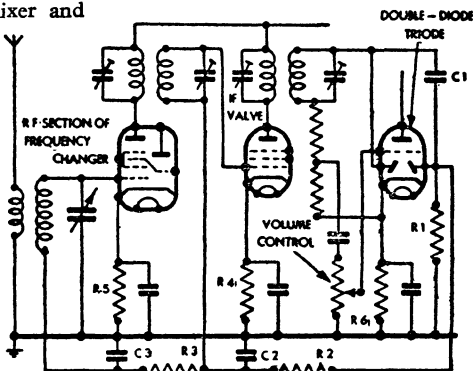 ixer and
DOUBLE-DIODE
TRIODE
C1
R F·SECTION OF
FREQUENCY
CHANGER
IF
VALVE
VOLUME
CONTROL
R1
R5
R4
R6
C3
R3
C2
R2